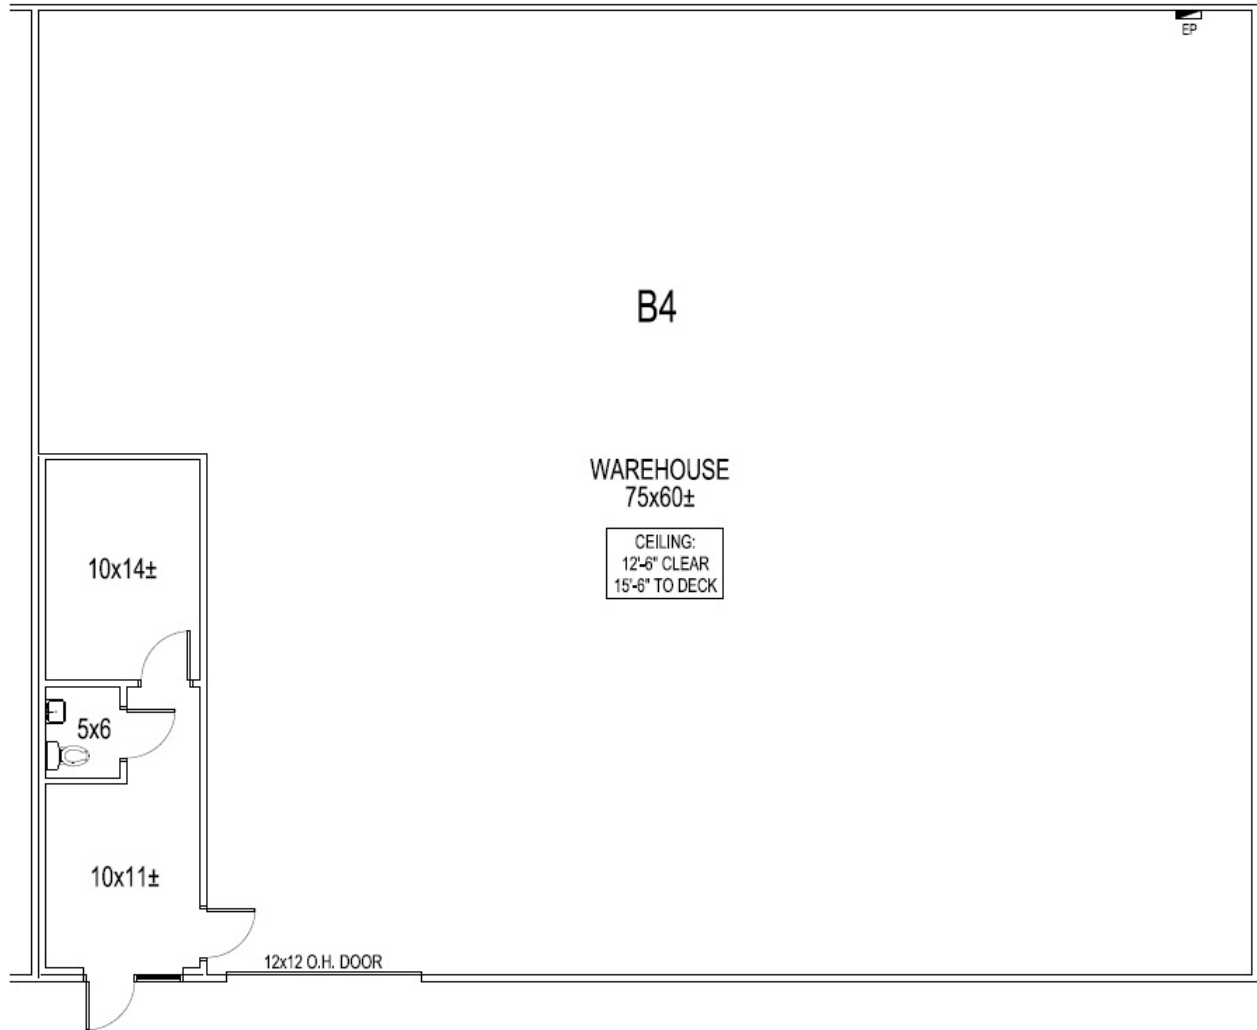 EP
B4
WAREHOUSE
75x60±
CEILING:
12'-6" CLEAR
15'-6" TO DECK
10x14±
5x6
10x11±
12x12 O.H. DOOR